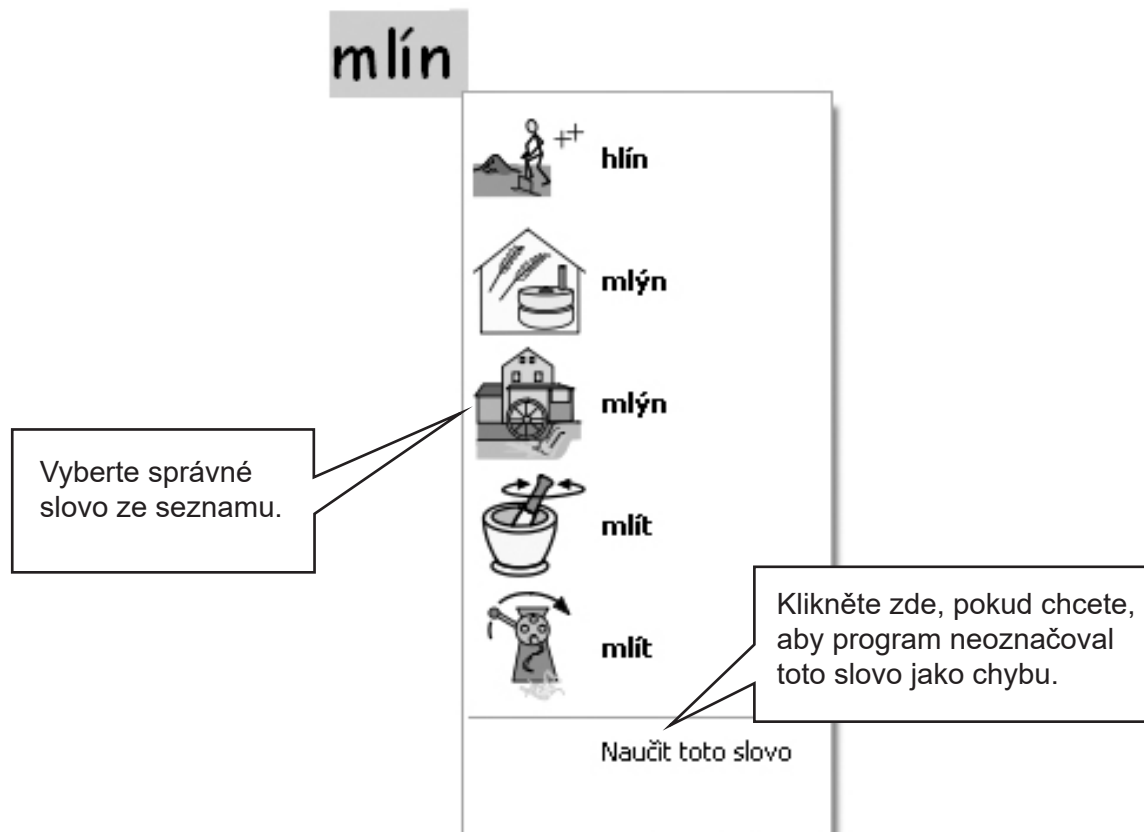 mlín
hlín
mlýn
mlýn
Vyberte správné
slovo ze seznamu.
mlít
Klikněte zde, pokud chcete,
aby program neoznačoval
toto slovo jako chybu.
mlít
Naučit toto slovo